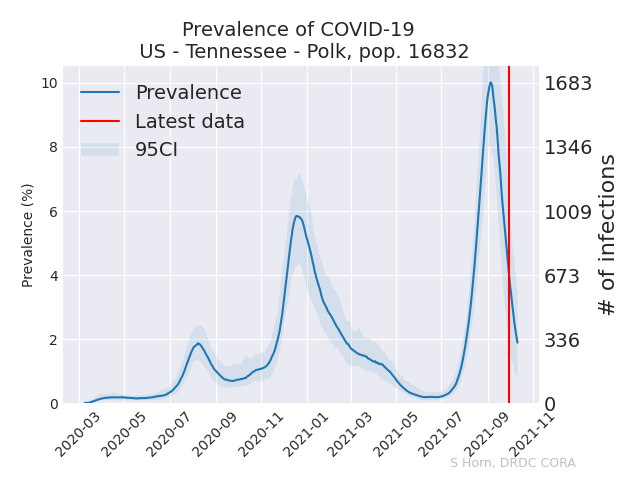 Prevalence of COVID-19
US - Tennessee - Polk, pop. 16832
Prevalence
Latest data
95CI
Prevalence (%)
10
8
6
4
2
0
1683
1346
1009
673
336
0
# of infections
2020-03
2020-05
2020-07
2020-09
2020-11
2021-01
2021-03
2021-05
2021-07
2021-09
2021-11
S Horn, DRDC CORA